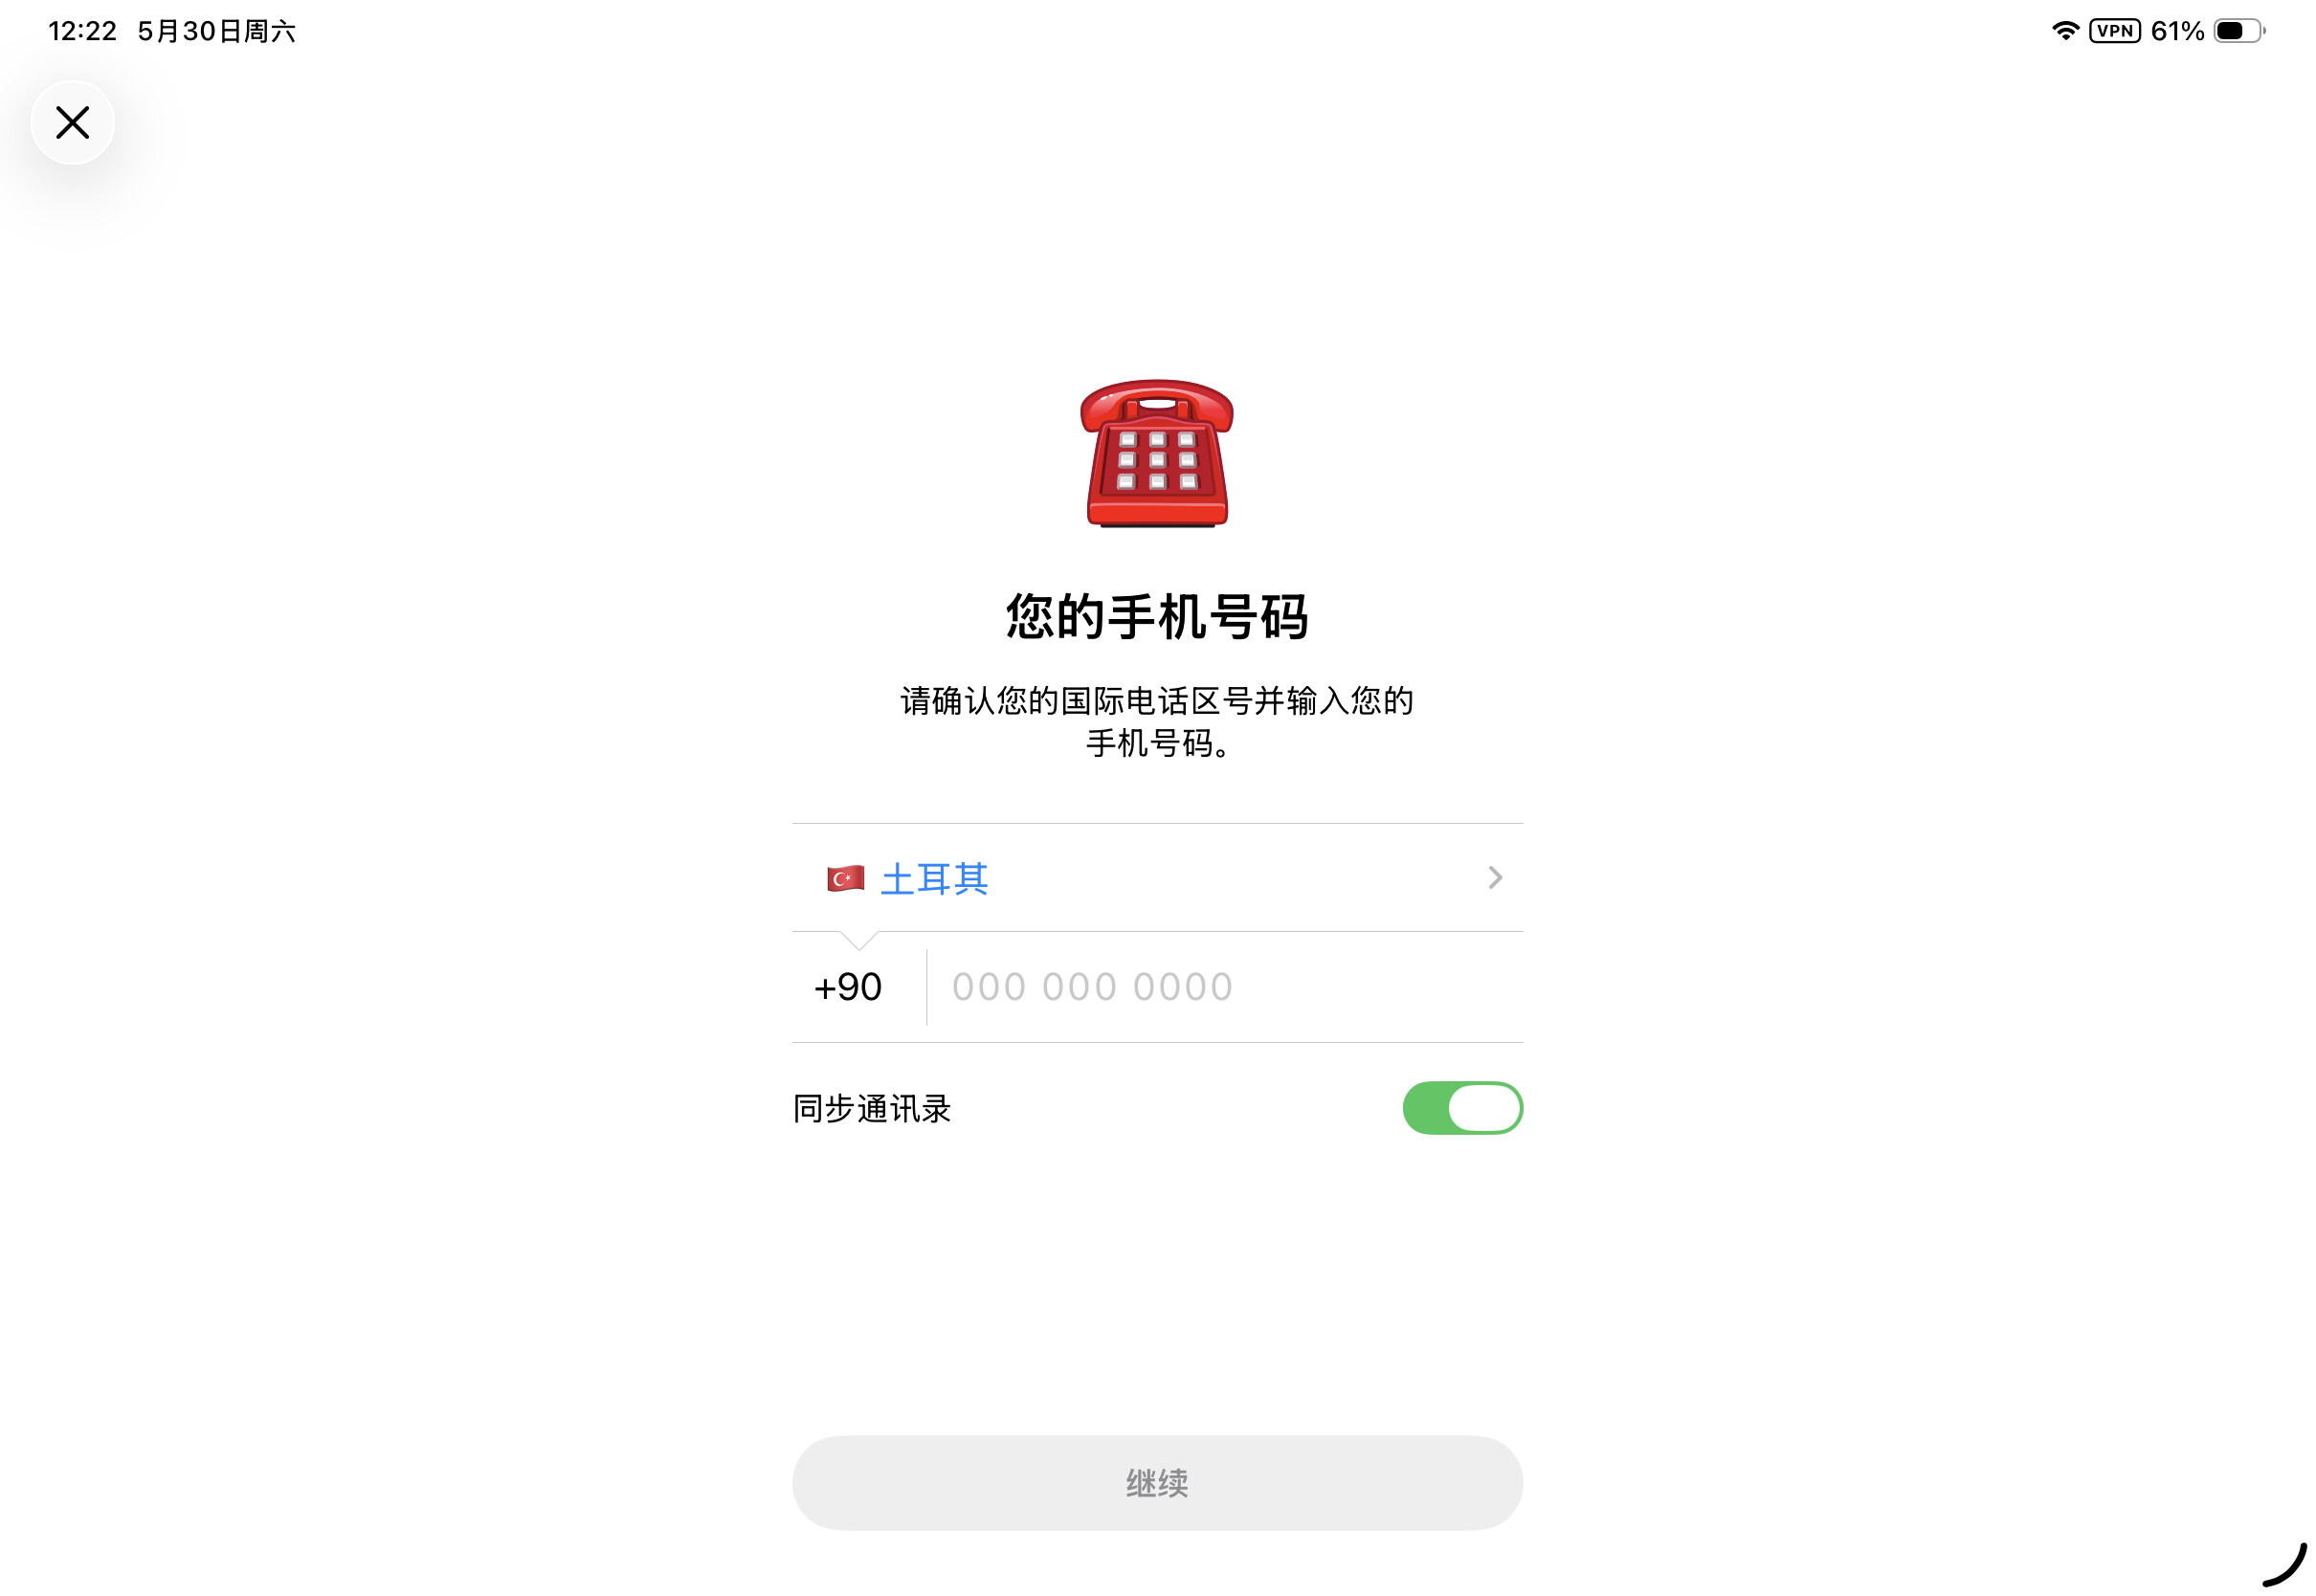 12:22 5月30日周六
VPN 61%
您的手机号码
请确认您的国际电话区号并输入您的
手机号码。
土耳其
+90 000 000 0000
同步通讯录
继续